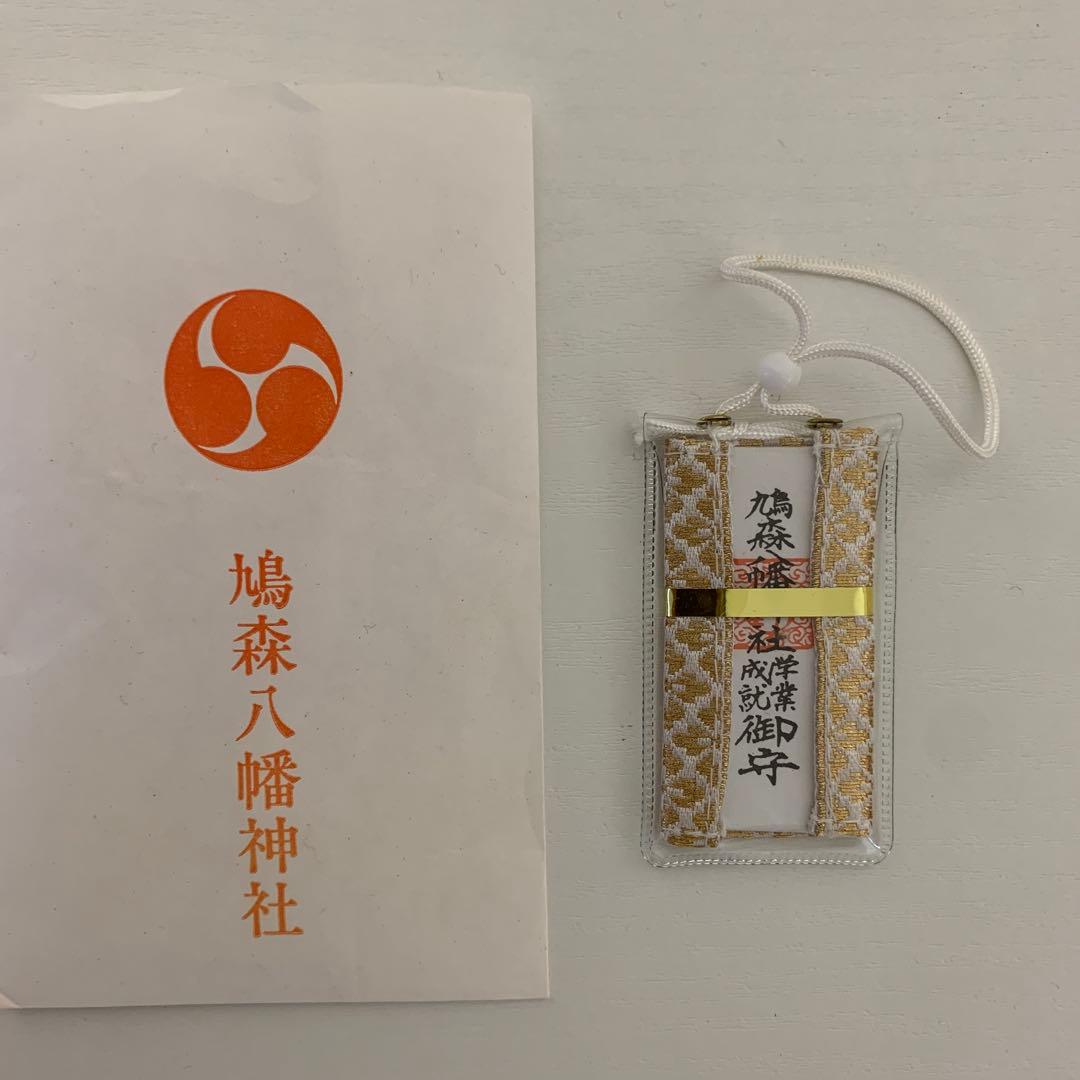 鳩森八幡神社
鳩森八幡 社
学業
成就
御守